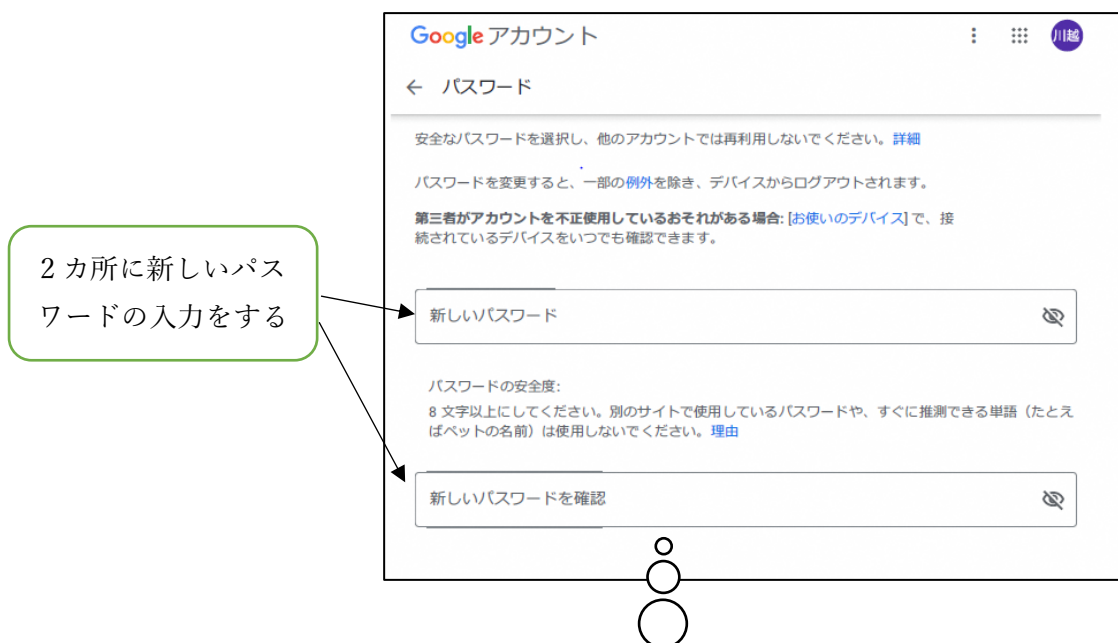 Google アカウント
川越
← パスワード
安全なパスワードを選択し、他のアカウントでは再利用しないでください。詳細
パスワードを変更すると、一部の例外を除き、デバイスからログアウトされます。
第三者がアカウントを不正使用しているおそれがある場合: [お使いのデバイス] で、接
続されているデバイスをいつでも確認できます。
2 カ所に新しいパス
ワードの入力をする
新しいパスワード
パスワードの安全度:
8 文字以上にしてください。別のサイトで使用しているパスワードや、すぐに推測できる単語（たとえ
ばペットの名前）は使用しないでください。理由
新しいパスワードを確認